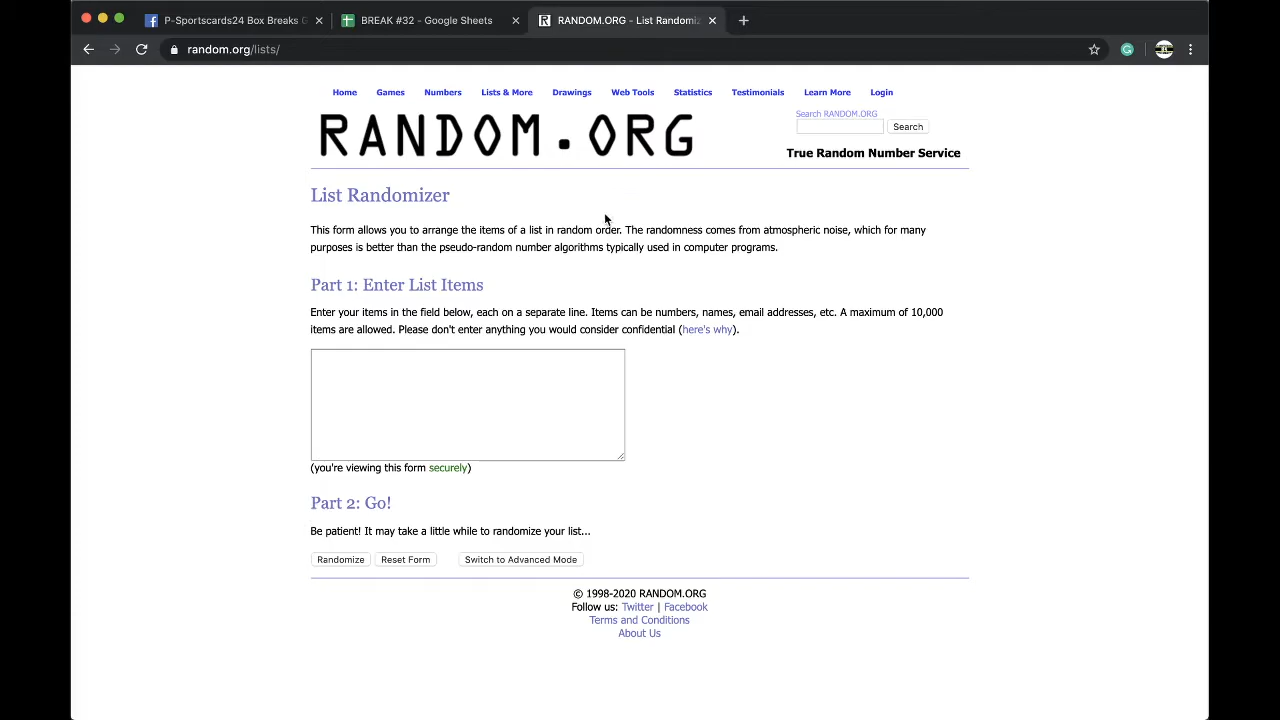 P-Sportscards24 Box Breaks G
BREAK #32 - Google Sheets
RANDOM.ORG - List Randomiz
random.org/lists/
Home Games Numbers Lists & More Drawings Web Tools Statistics Testimonials Learn More Login
RANDOM.ORG
Search RANDOM.ORG
Search
True Random Number Service
List Randomizer
This form allows you to arrange the items of a list in random order. The randomness comes from atmospheric noise, which for many
purposes is better than the pseudo-random number algorithms typically used in computer programs.
Part 1: Enter List Items
Enter your items in the field below, each on a separate line. Items can be numbers, names, email addresses, etc. A maximum of 10,000
items are allowed. Please don't enter anything you would consider confidential (here's why).
(you're viewing this form securely)
Part 2: Go!
Be patient! It may take a little while to randomize your list...
Randomize Reset Form Switch to Advanced Mode
© 1998-2020 RANDOM.ORG
Follow us: Twitter | Facebook
Terms and Conditions
About Us